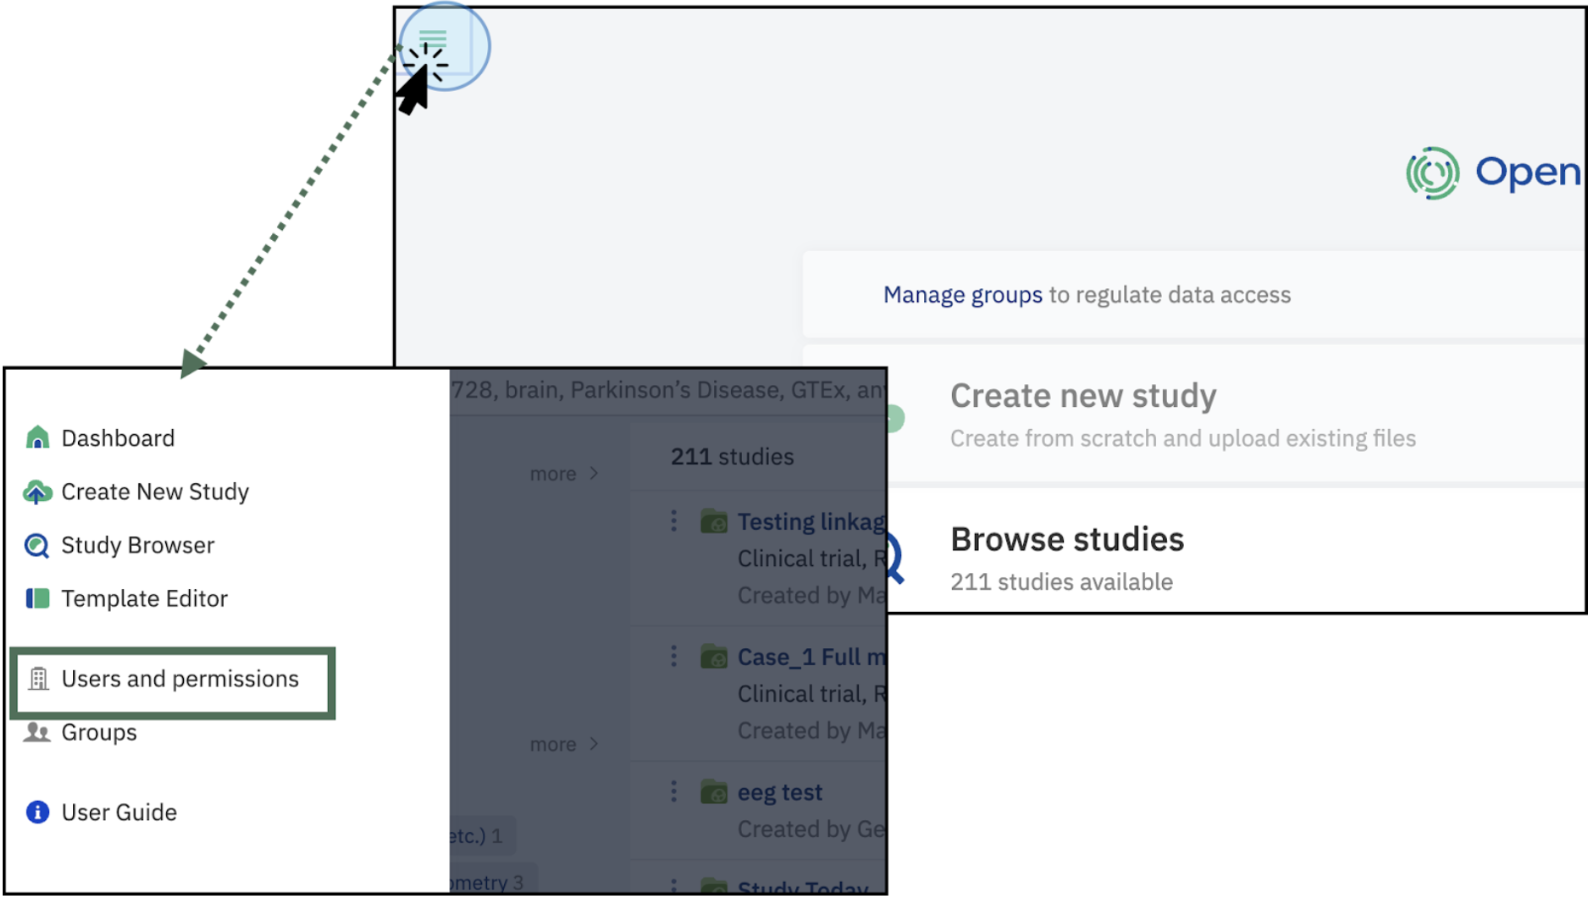 Open
Manage groups to regulate data access
Create new study
Create from scratch and upload existing files
Browse studies
211 studies available
Dashboard
Create New Study
Study Browser
Template Editor
Users and permissions
Groups
User Guide
728, brain, Parkinson's Disease, GTEx, an
more >
211 studies
Testing linkag
Clinical trial, R
Created by Ma
Case_1 Full m
Clinical trial, R
Created by Ma
more >
eeg test
Created by Ge
etc.) 1
ometry 3
Study Today